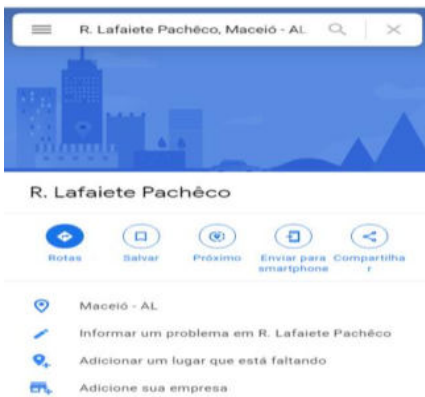 R. Lafaiete Pachêco, Maceió - AL
R. Lafaiete Pachêco
Rotas
Salvar
Próximo
Enviar para
smartphone
Compartilha
r
Maceió - AL
Informar um problema em R. Lafaiete Pachêco
Adicionar um lugar que está faltando
Adicione sua empresa